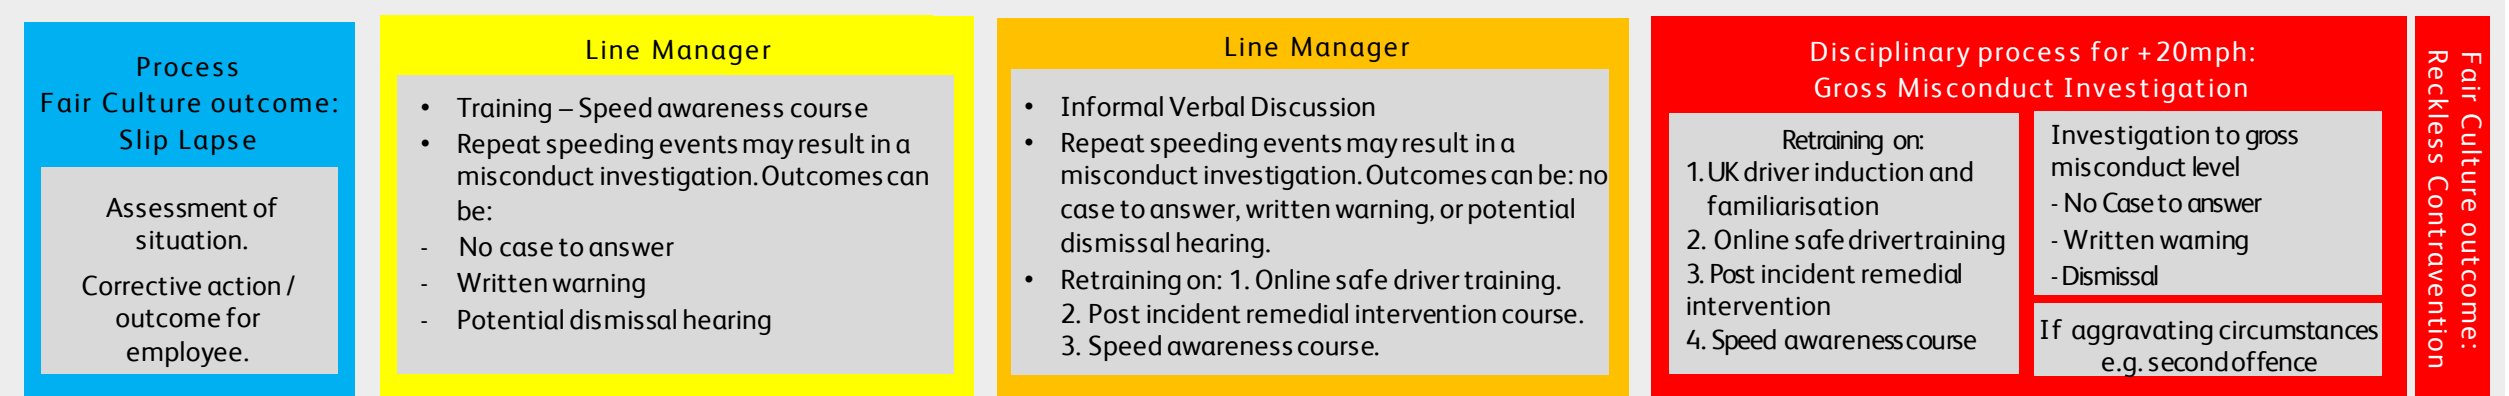 Process
Fair Culture outcome:
Slip Lapse
Assessment of
situation.
Corrective action /
outcome for
employee.
Line Manager
• Training – Speed awareness course
• Repeat speeding events may result in a
misconduct investigation. Outcomes can
be:
- No case to answer
- Written warning
- Potential dismissal hearing
Line Manager
• Informal Verbal Discussion
• Repeat speeding events may result in a
misconduct investigation. Outcomes can be: no
case to answer, written warning, or potential
dismissal hearing.
• Retraining on: 1. Online safe driver training.
2. Post incident remedial intervention course.
3. Speed awareness course.
Disciplinary process for +20mph:
Gross Misconduct Investigation
Retraining on:
1. UK driver induction and
familiarisation
2. Online safe driver training
3. Post incident remedial
intervention
4. Speed awareness course
Investigation to gross
misconduct level
- No Case to answer
- Written warning
- Dismissal
If aggravating circumstances
e.g. second offence
Fair Culture outcome:
Reckless Contravention